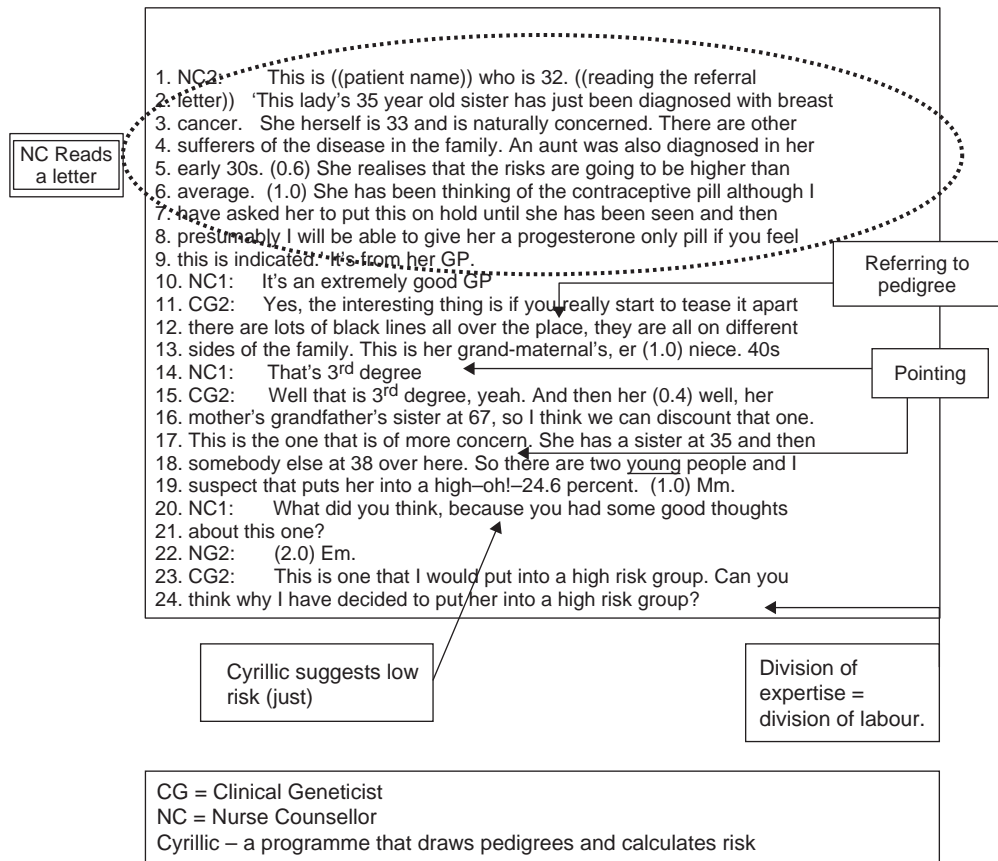 1. NC2: This is ((patient name)) who is 32. ((reading the referral
2. letter)) ‘This lady's 35 year old sister has just been diagnosed with breast
3. cancer. She herself is 33 and is naturally concerned. There are other
4. sufferers of the disease in the family. An aunt was also diagnosed in her
5. early 30s. (0.6) She realises that the risks are going to be higher than
6. average. (1.0) She has been thinking of the contraceptive pill although I
7. have asked her to put this on hold until she has been seen and then
8. presumably I will be able to give her a progesterone only pill if you feel
9. this is indicated.' It's from her GP.
10. NC1: It's an extremely good GP
11. CG2: Yes, the interesting thing is if you really start to tease it apart
12. there are lots of black lines all over the place, they are all on different
13. sides of the family. This is her grand-maternal's, er (1.0) niece. 40s
14. NC1: That's 3rd degree
15. CG2: Well that is 3rd degree, yeah. And then her (0.4) well, her
16. mother's grandfather's sister at 67, so I think we can discount that one.
17. This is the one that is of more concern. She has a sister at 35 and then
18. somebody else at 38 over here. So there are two young people and I
19. suspect that puts her into a high–oh!–24.6 percent. (1.0) Mm.
20. NC1: What did you think, because you had some good thoughts
21. about this one?
22. NG2: (2.0) Em.
23. CG2: This is one that I would put into a high risk group. Can you
24. think why I have decided to put her into a high risk group?
NC Reads
a letter
Referring to
pedigree
Pointing
Cyrillic suggests low
risk (just)
Division of
expertise =
division of labour.
CG = Clinical Geneticist
NC = Nurse Counsellor
Cyrillic – a programme that draws pedigrees and calculates risk